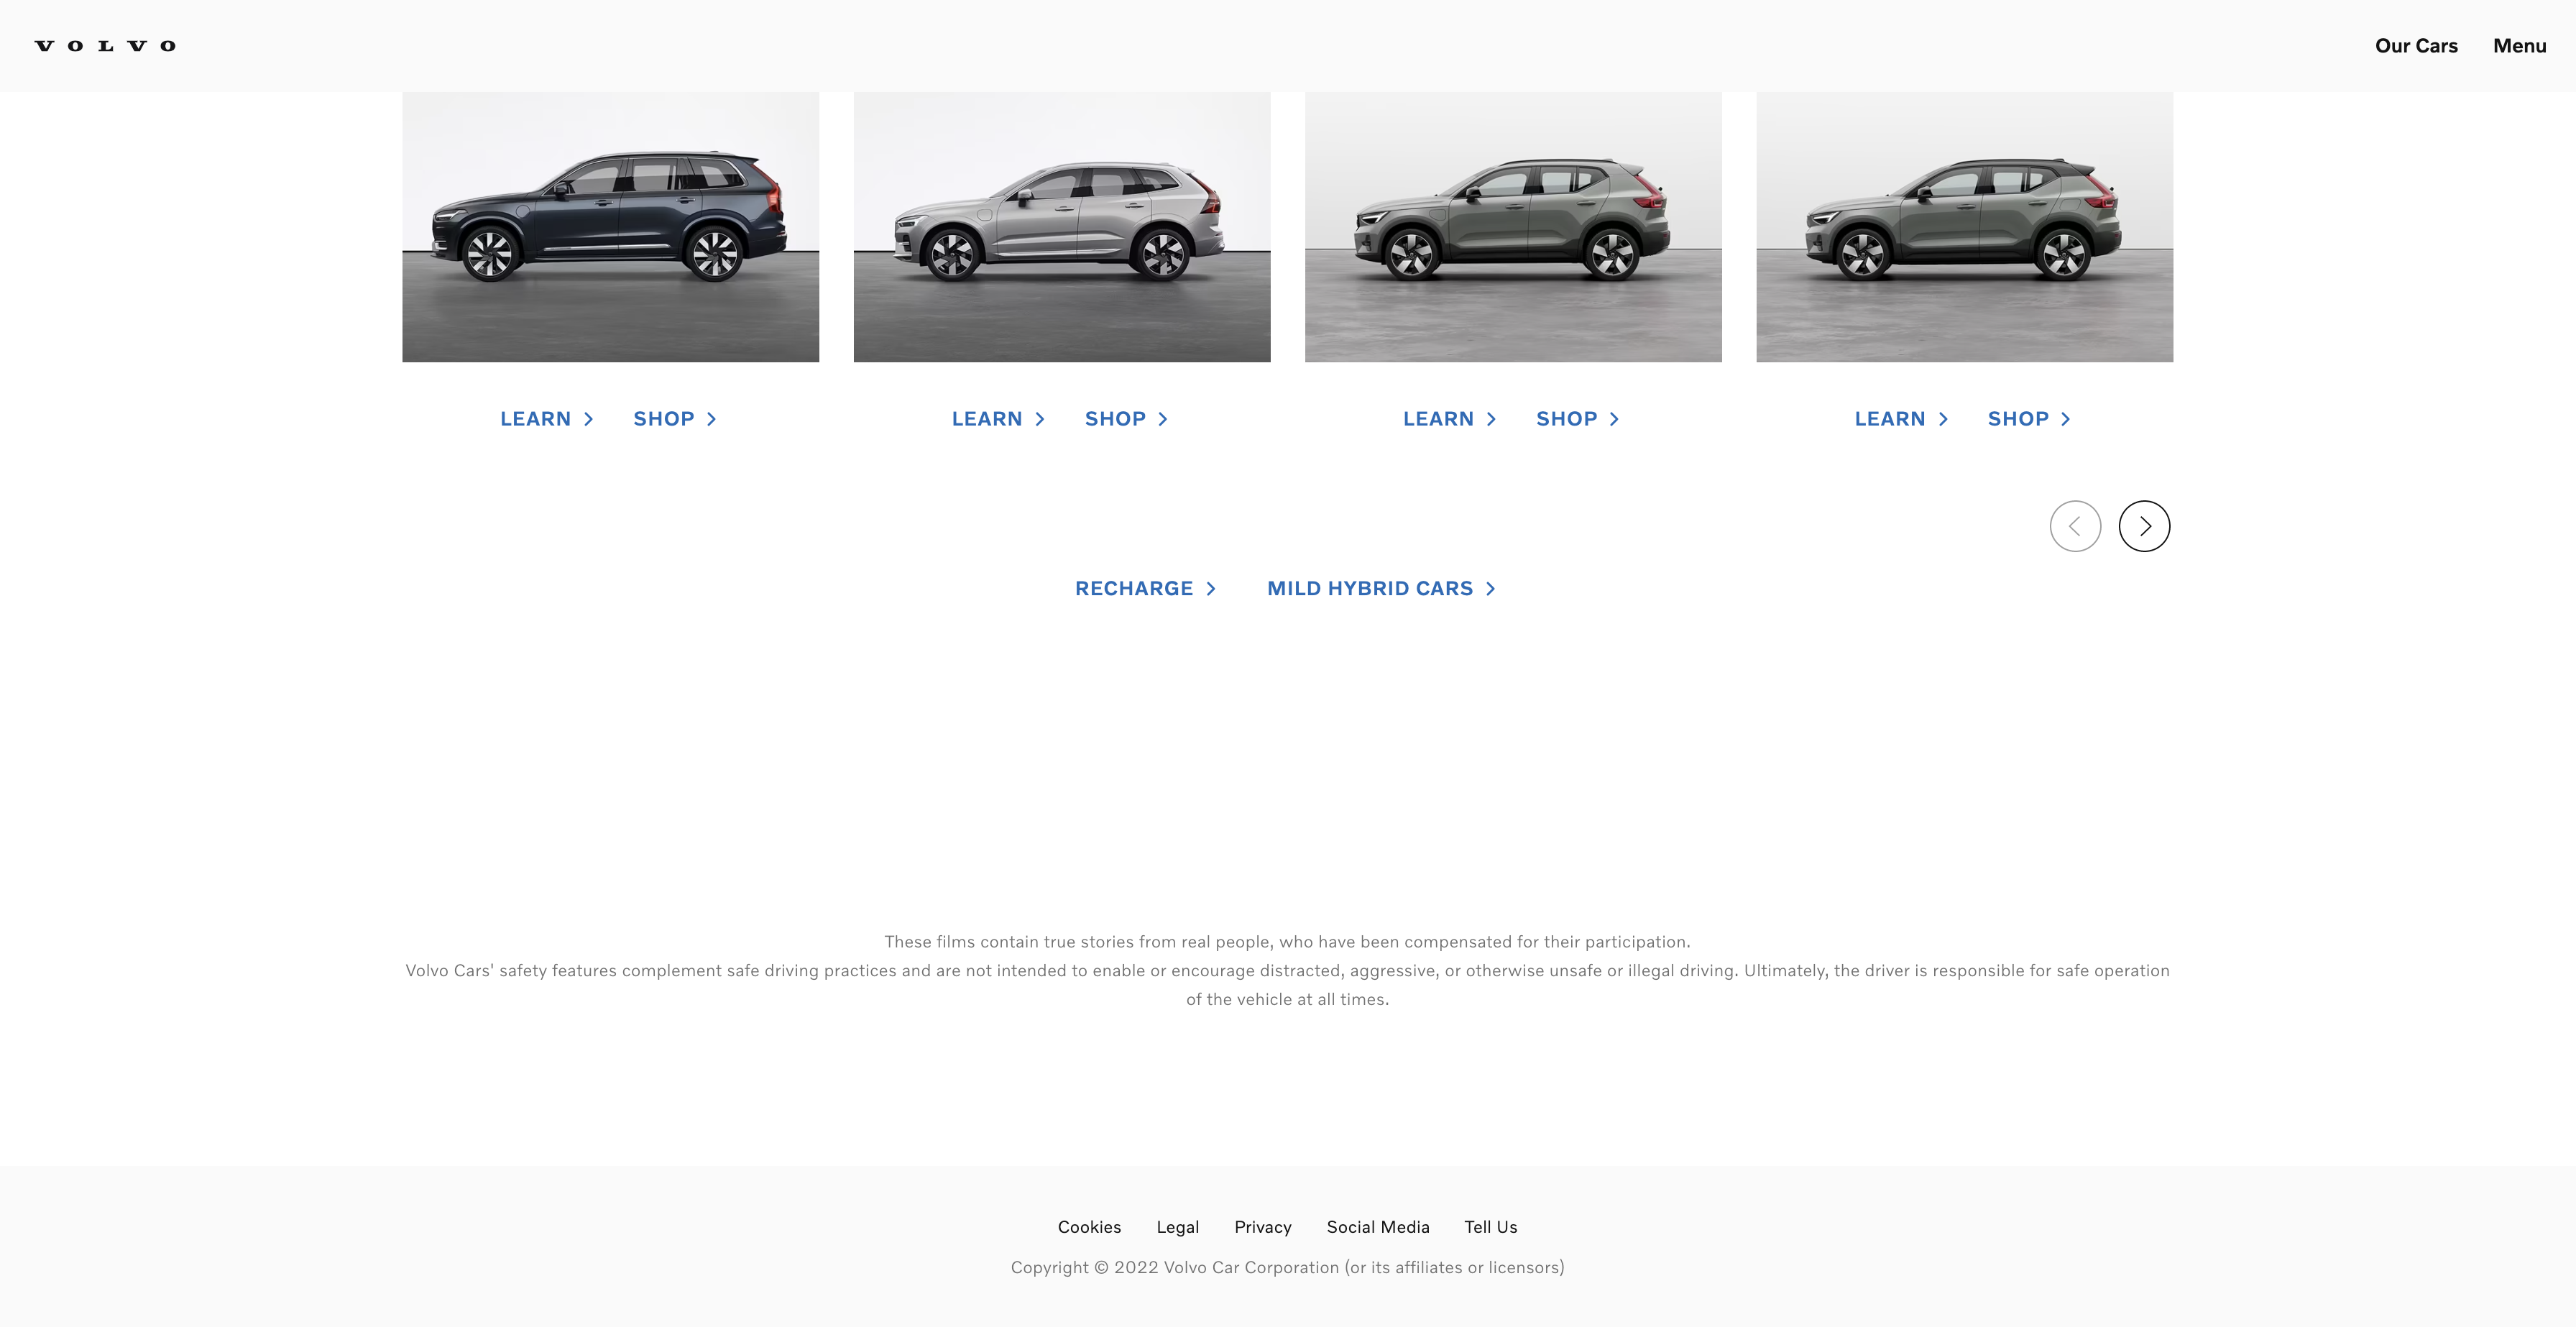 VOLVO
Our Cars Menu
LEARN SHOP LEARN SHOP LEARN SHOP LEARN SHOP
RECHARGE MILD HYBRID CARS
These films contain true stories from real people, who have been compensated for their participation.
Volvo Cars' safety features complement safe driving practices and are not intended to enable or encourage distracted, aggressive, or otherwise unsafe or illegal driving. Ultimately, the driver is responsible for safe operation
of the vehicle at all times.
Cookies Legal Privacy Social Media Tell Us
Copyright © 2022 Volvo Car Corporation (or its affiliates or licensors)